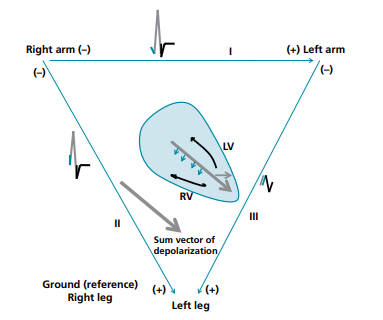 Right arm (–)
I
(+) Left arm
(–)
(–)
LV
RV
II
III
Sum vector of
depolarization
Ground (reference)
Right leg
(+)
(+)
Left leg